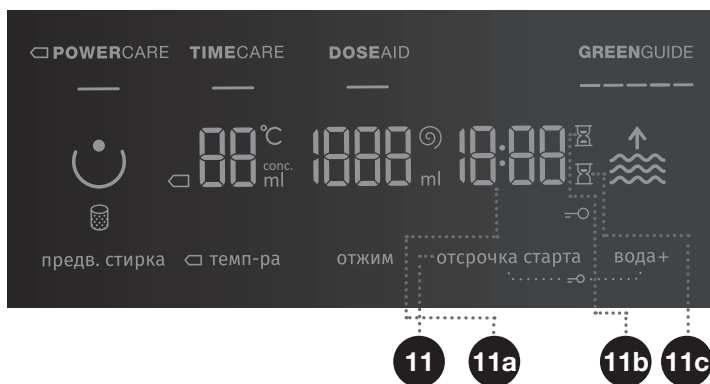 POWERCARE TIMECARE DOSEAID GREENGUIDE
88 °C 1888 18:88
conc.
ml ml
предв. стирка темп-ра отжим отсрочка старта вода+
11 11a 11b 11c